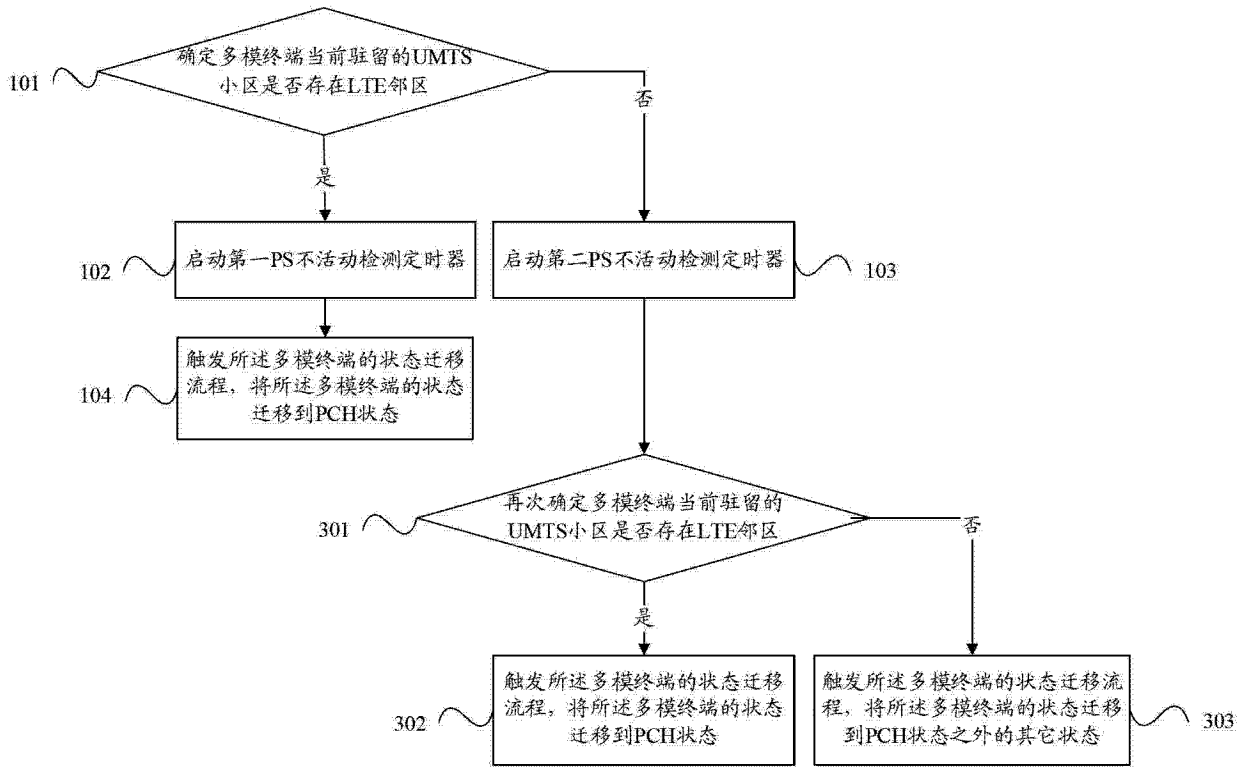 确定多模终端当前驻留的UMTS
小区是否存在LTE邻区
101
否
是
启动第一PS不活动检测定时器
102
启动第二PS不活动检测定时器
103
触发所述多模终端的状态迁移
流程，将所述多模终端的状态
迁移到PCH状态
104
再次确定多模终端当前驻留的
UMTS小区是否存在LTE邻区
301
否
是
触发所述多模终端的状态迁移
流程，将所述多模终端的状态
迁移到PCH状态
302
触发所述多模终端的状态迁移流
程，将所述多模终端的状态迁移
到PCH状态之外的其它状态
303